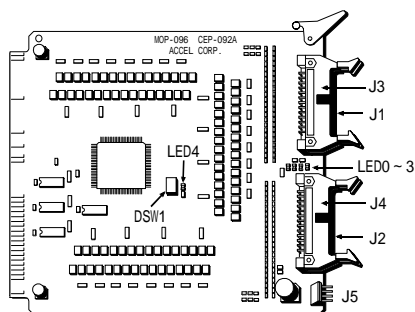 MOP-096 CEP-092A
ACCEL CORP.
J3
J1
LED4
LED0 ~ 3
DSW1
J4
J2
J5